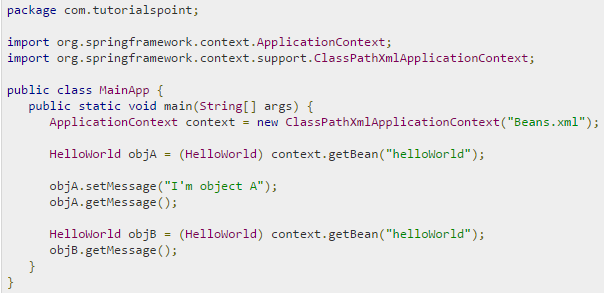 package com.tutorialspoint;
import org.springframework.context.ApplicationContext;
import org.springframework.context.support.ClassPathXmlApplicationContext;
public class MainApp {
public static void main(String[] args) {
ApplicationContext context = new ClassPathXmlApplicationContext("Beans.xml");
HelloWorld objA = (HelloWorld) context.getBean("helloWorld");
objA.setMessage("I'm object A");
objA.getMessage();
HelloWorld objB = (HelloWorld) context.getBean("helloWorld");
objB.getMessage();
}
}